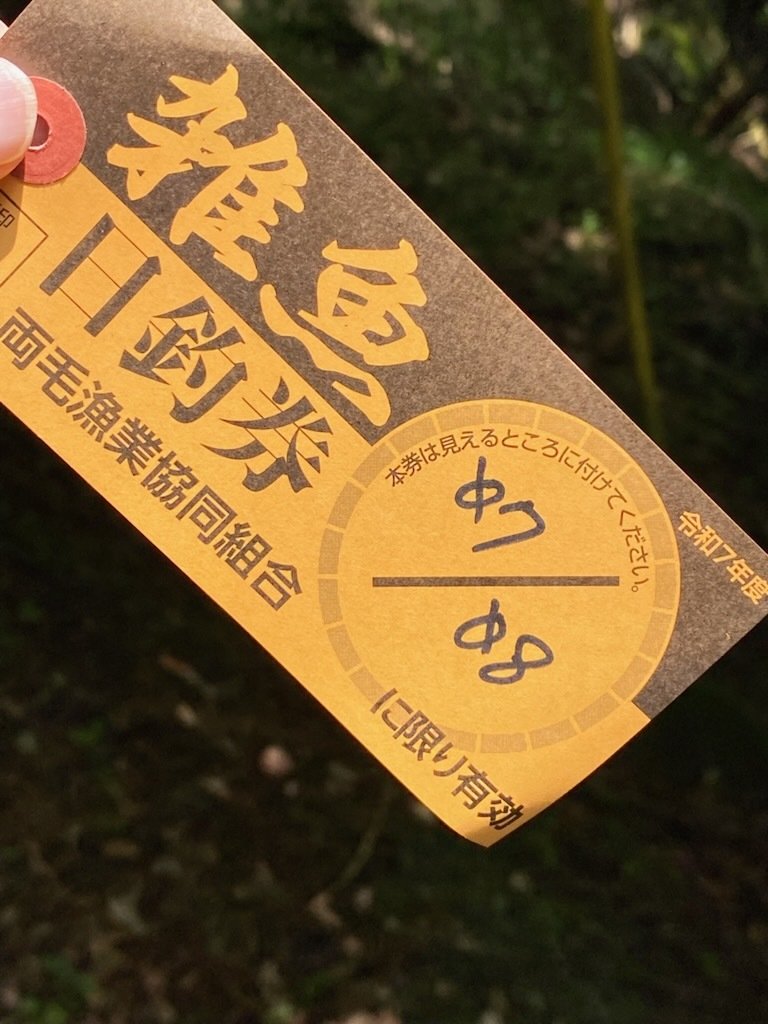 雑魚
日釣券
両毛漁業協同組合
本券は見えるところに付けてください。
07
08
に限り有効
令和7年度
印